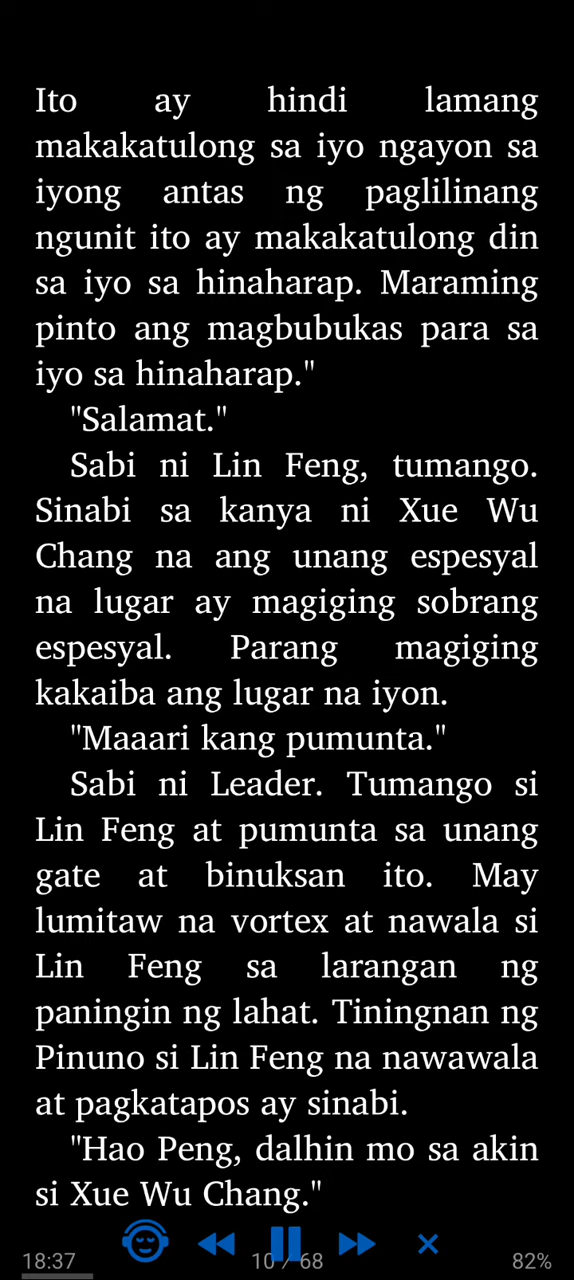 Ito ay hindi lamang
makakatulong sa iyo ngayon sa
iyong antas ng paglilinang
ngunit ito ay makakatulong din
sa iyo sa hinaharap. Maraming
pinto ang magbubukas para sa
iyo sa hinaharap."
"Salamat."
Sabi ni Lin Feng, tumango.
Sinabi sa kanya ni Xue Wu
Chang na ang unang espesyal
na lugar ay magiging sobrang
espesyal. Parang magiging
kakaiba ang lugar na iyon.
"Maaari kang pumunta."
Sabi ni Leader. Tumango si
Lin Feng at pumunta sa unang
gate at binuksan ito. May
lumitaw na vortex at nawala si
Lin Feng sa larangan ng
paningin ng lahat. Tiningnan ng
Pinuno si Lin Feng na nawawala
at pagkatapos ay sinabi.
"Hao Peng, dalhin mo sa akin
si Xue Wu Chang."
18:37 10 / 68 82%